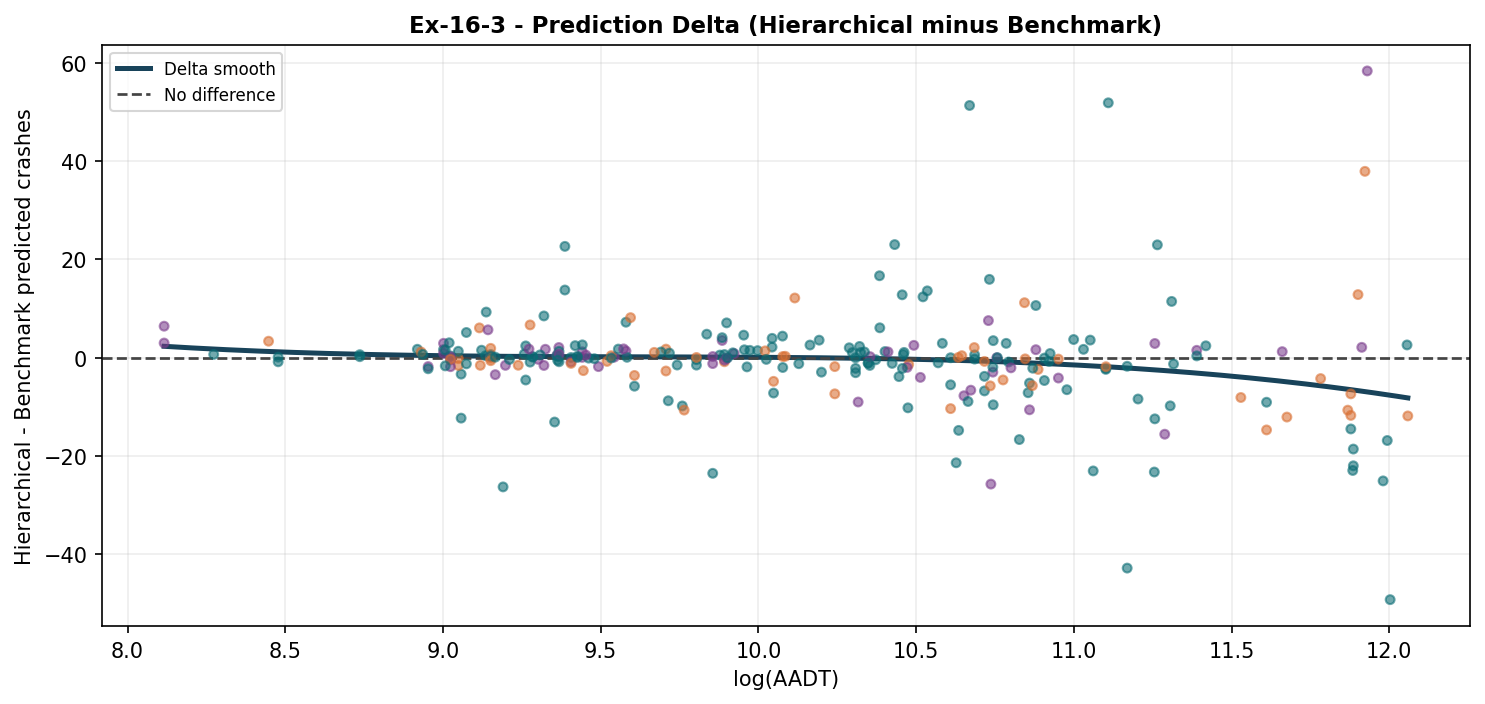 Ex-16-3 - Prediction Delta (Hierarchical minus Benchmark)
Delta smooth
No difference
Hierarchical - Benchmark predicted crashes
60
40
20
0
−20
−40
8.0 8.5 9.0 9.5 10.0 10.5 11.0 11.5 12.0
log(AADT)